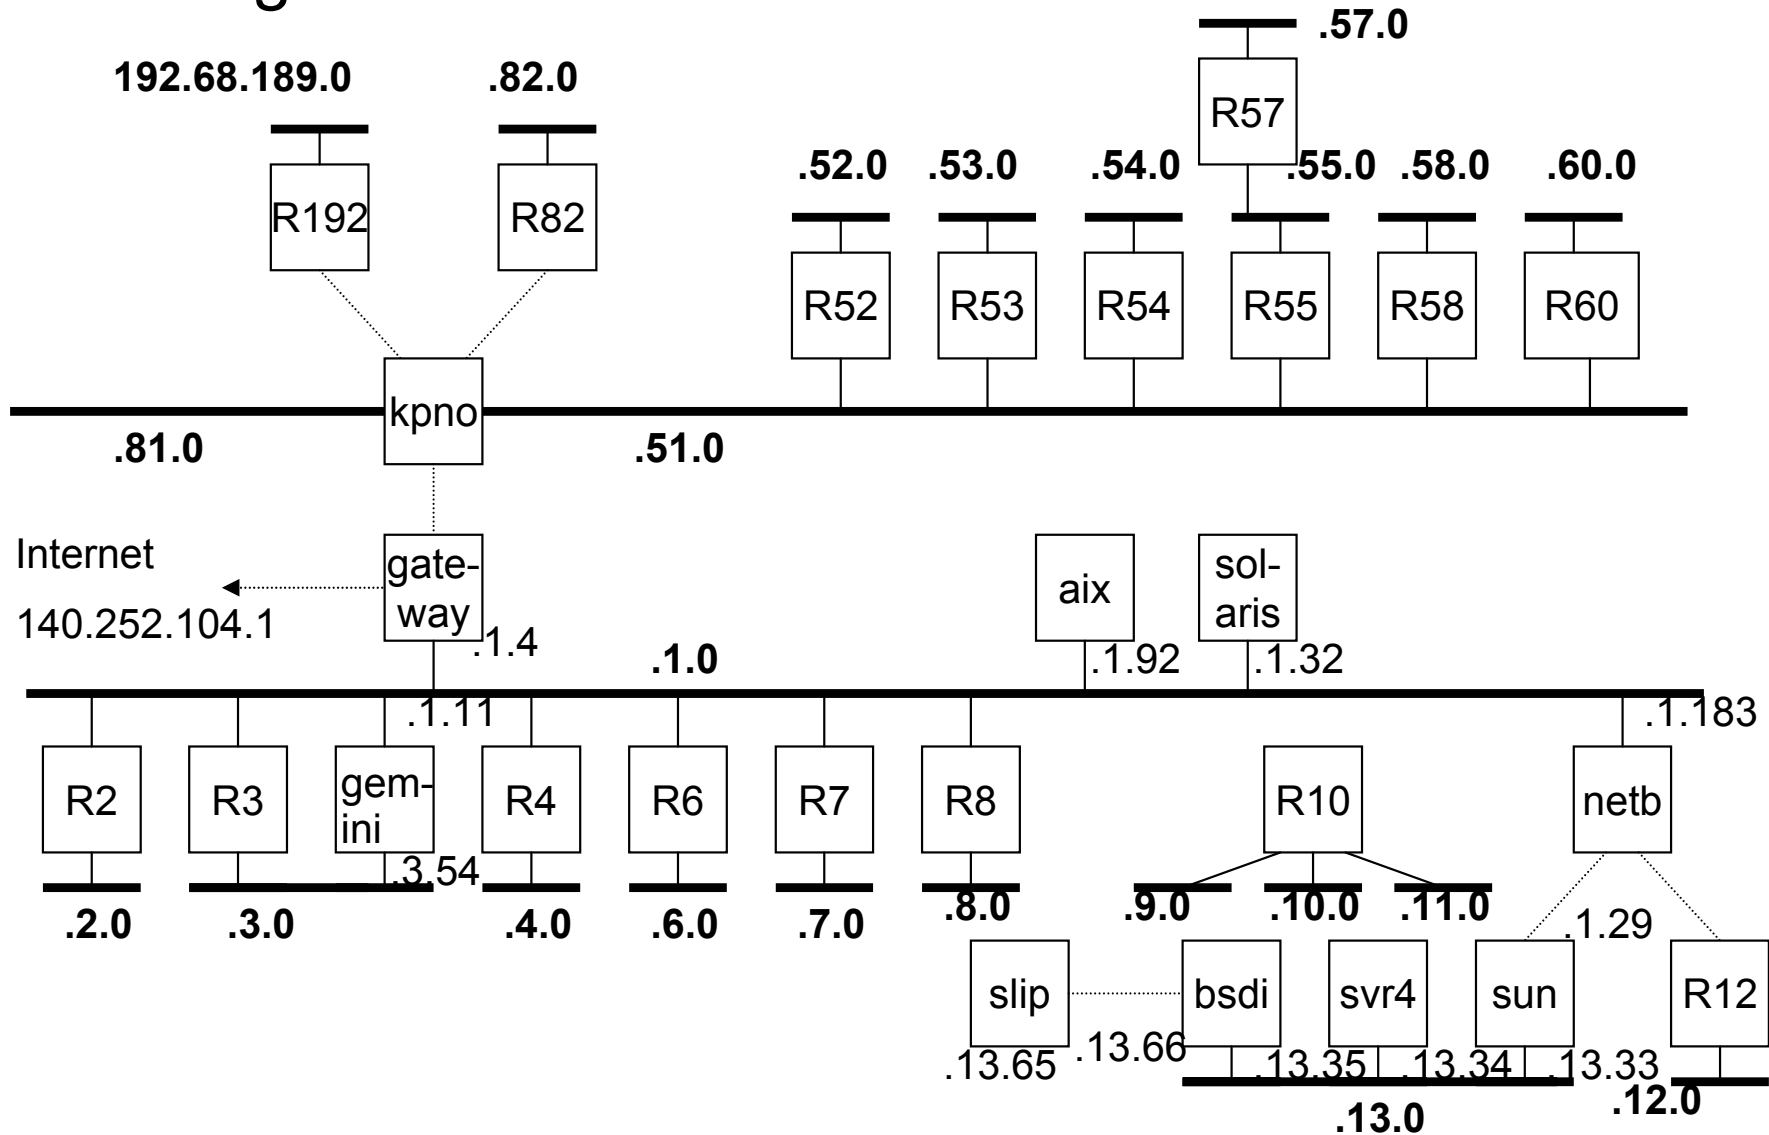 .57.0
192.68.189.0
.82.0
R57
.52.0
.53.0
.54.0
.55.0
.58.0
.60.0
R192
R82
R52
R53
R54
R55
R58
R60
kpno
.81.0
.51.0
Internet
140.252.104.1
gate-
way
.1.4
.1.0
aix
.1.92
sol-
aris
.1.32
.1.11
.1.183
R2
R3
gem-
ini
R4
R6
R7
R8
R10
netb
.3.54
.2.0
.3.0
.4.0
.6.0
.7.0
.8.0
.9.0
.10.0
.11.0
.1.29
slip
bsdi
svr4
sun
R12
.13.65
.13.66
.13.35
.13.34
.13.33
.13.0
.12.0